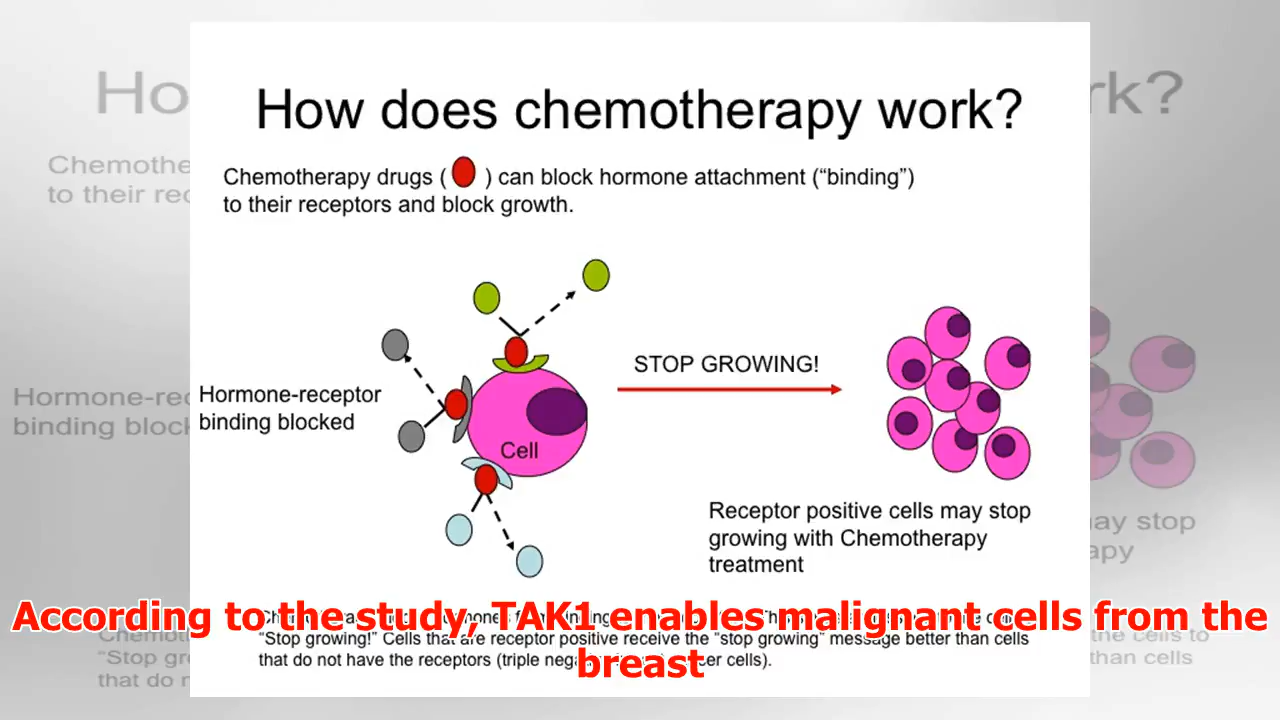 How does chemotherapy work?
Chemotherapy drugs ( ) can block hormone attachment (“binding”)
to their receptors and block growth.
STOP GROWING!
Hormone-receptor
binding blocked
Cell
Receptor positive cells may stop
growing with Chemotherapy
treatment
According to the study, TAK1 enables malignant cells from the
breast
“Stop growing!” Cells that are receptor positive receive the “stop growing” message better than cells
that do not have the receptors (triple cells).